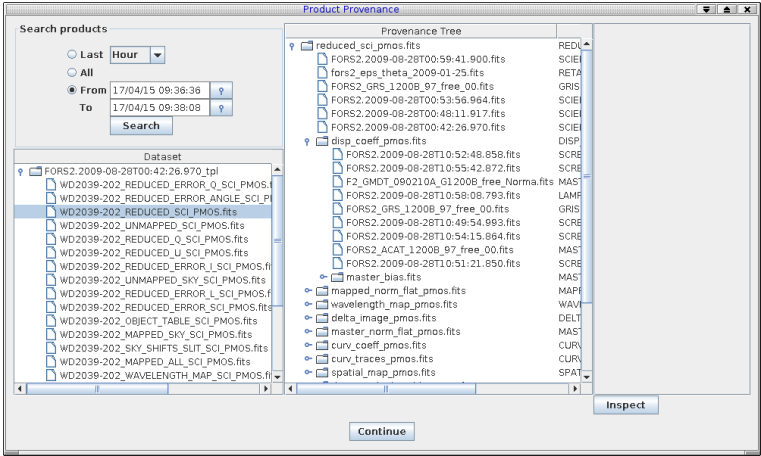 Product Provenance
Search products
Last Hour
All
From 17/04/15 09:36:36
To 17/04/15 09:38:08
Search
Dataset
FORS2.2009-08-28T00:42:26.970_tpl
WD2039-202_REDUCED_ERROR_Q_SCI_PMOS.f
WD2039-202_REDUCED_ERROR_ANGLE_SCI_PI
WD2039-202_REDUCED_SCI_PMOS.fits
WD2039-202_UNMAPPED_SCI_PMOS.fits
WD2039-202_REDUCED_Q_SCI_PMOS.fits
WD2039-202_REDUCED_U_SCI_PMOS.fits
WD2039-202_REDUCED_ERROR_I_SCI_PMOS.fi
WD2039-202_UNMAPPED_SKY_SCI_PMOS.fits
WD2039-202_REDUCED_ERROR_L_SCI_PMOS.f
WD2039-202_REDUCED_ERROR_SCI_PMOS.fits
WD2039-202_OBJECT_TABLE_SCI_PMOS.fits
WD2039-202_MAPPED_SKY_SCI_PMOS.fits
WD2039-202_SKY_SHIFTS_SLIT_SCI_PMOS.fits
WD2039-202_MAPPED_ALL_SCI_PMOS.fits
WD2039-202_WAVELENGTH_MAP_SCI_PMOS.fi
Provenance Tree
reduced_sci_pmos.fits REDU
FORS2.2009-08-28T00:59:41.900.fits SCIEI
fors2_eps_theta_2009-01-25.fits RETA
FORS2_GRS_1200B_97_free_00.fits GRIS
FORS2.2009-08-28T00:53:56.964.fits SCIEI
FORS2.2009-08-28T00:48:11.917.fits SCIEI
FORS2.2009-08-28T00:42:26.970.fits SCIEI
disp_coeff_pmos.fits DISP
FORS2.2009-08-28T10:52:48.858.fits SCRE
FORS2.2009-08-28T10:55:42.872.fits SCRE
F2_GMDT_090210A_G1200B_free_Norma.fits MAST
FORS2.2009-08-28T10:58:08.793.fits LAMF
FORS2_GRS_1200B_97_free_00.fits GRIS
FORS2.2009-08-28T10:49:54.993.fits SCRE
FORS2.2009-08-28T10:54:15.864.fits SCRE
FORS2_ACAT_1200B_97_free_00.fits MAST
FORS2.2009-08-28T10:51:21.850.fits SCRE
master_bias.fits MAST
mapped_norm_flat_pmos.fits MAPF
wavelength_map_pmos.fits WAVI
delta_image_pmos.fits DELT
master_norm_flat_pmos.fits MAST
curv_coeff_pmos.fits CURV
curv_traces_pmos.fits CURV
spatial_map_pmos.fits SPAT
Inspect
Continue